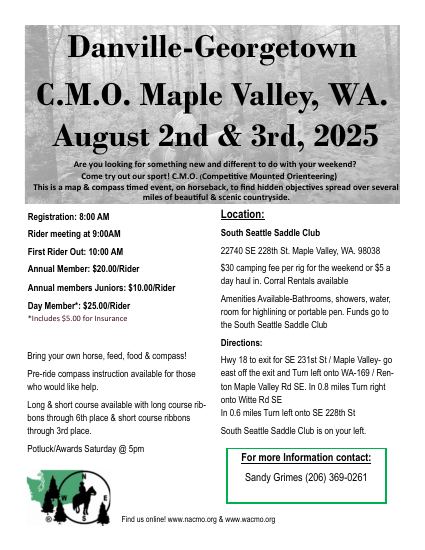 Danville-Georgetown
C.M.O. Maple Valley, WA.
August 2nd & 3rd, 2025
Are you looking for something new and different to do with your weekend?
Come try out our sport! C.M.O. (Competitive Mounted Orienteering)
This is a map & compass timed event, on horseback, to find hidden objectives spread over several
miles of beautiful & scenic countryside.
Registration: 8:00 AM
Rider meeting at 9:00AM
First Rider Out: 10:00 AM
Annual Member: $20.00/Rider
Annual members Juniors: $10.00/Rider
Day Member*: $25.00/Rider
*Includes $5.00 for Insurance
Bring your own horse, feed, food & compass!
Pre-ride compass instruction available for those
who would like help.
Long & short course available with long course rib-
bons through 6th place & short course ribbons
through 3rd place.
Potluck/Awards Saturday @ 5pm
Location:
South Seattle Saddle Club
22740 SE 228th St. Maple Valley, WA. 98038
$30 camping fee per rig for the weekend or $5 a
day haul in. Corral Rentals available
Amenities Available-Bathrooms, showers, water,
room for highlining or portable pen. Funds go to
the South Seattle Saddle Club
Directions:
Hwy 18 to exit for SE 231st St / Maple Valley- go
east off the exit and Turn left onto WA-169 / Ren-
ton Maple Valley Rd SE. In 0.8 miles Turn right
onto Witte Rd SE
In 0.6 miles Turn left onto SE 228th St
South Seattle Saddle Club is on your left.
For more Information contact:
Sandy Grimes (206) 369-0261
N
W
E
S
®
Find us online! www.nacmo.org & www.wacmo.org